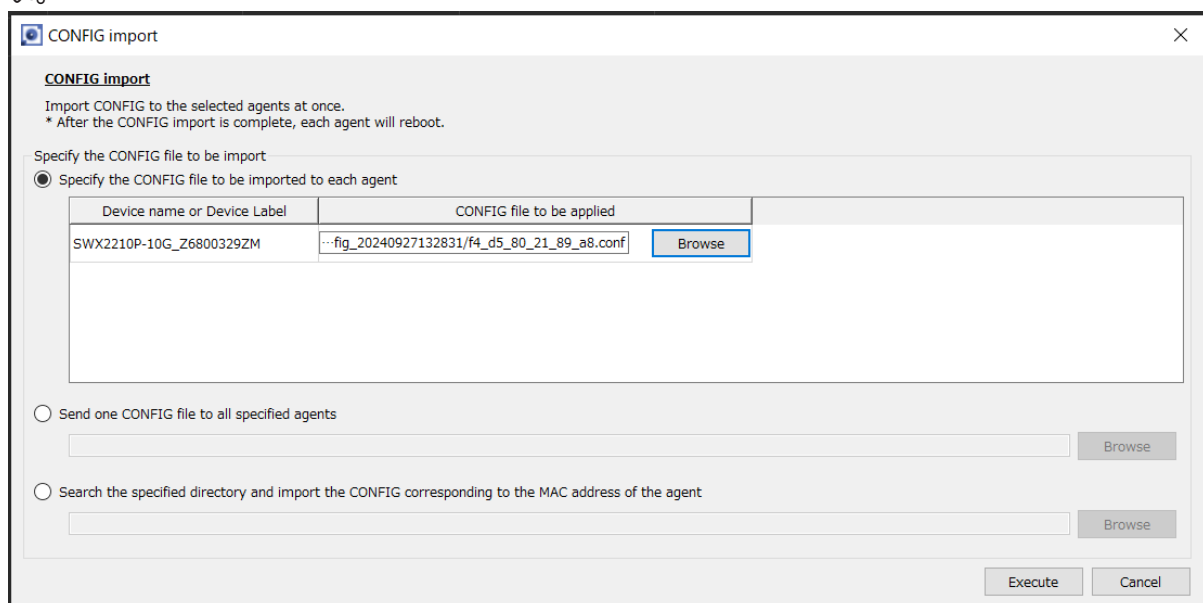 CONFIG import
CONFIG import
Import CONFIG to the selected agents at once.
* After the CONFIG import is complete, each agent will reboot.
Specify the CONFIG file to be import
Specify the CONFIG file to be imported to each agent
Device name or Device Label CONFIG file to be applied
SWX2210P-10G_Z6800329ZM ···fig_20240927132831/f4_d5_80_21_89_a8.conf Browse
Send one CONFIG file to all specified agents
Browse
Search the specified directory and import the CONFIG corresponding to the MAC address of the agent
Browse
Execute Cancel